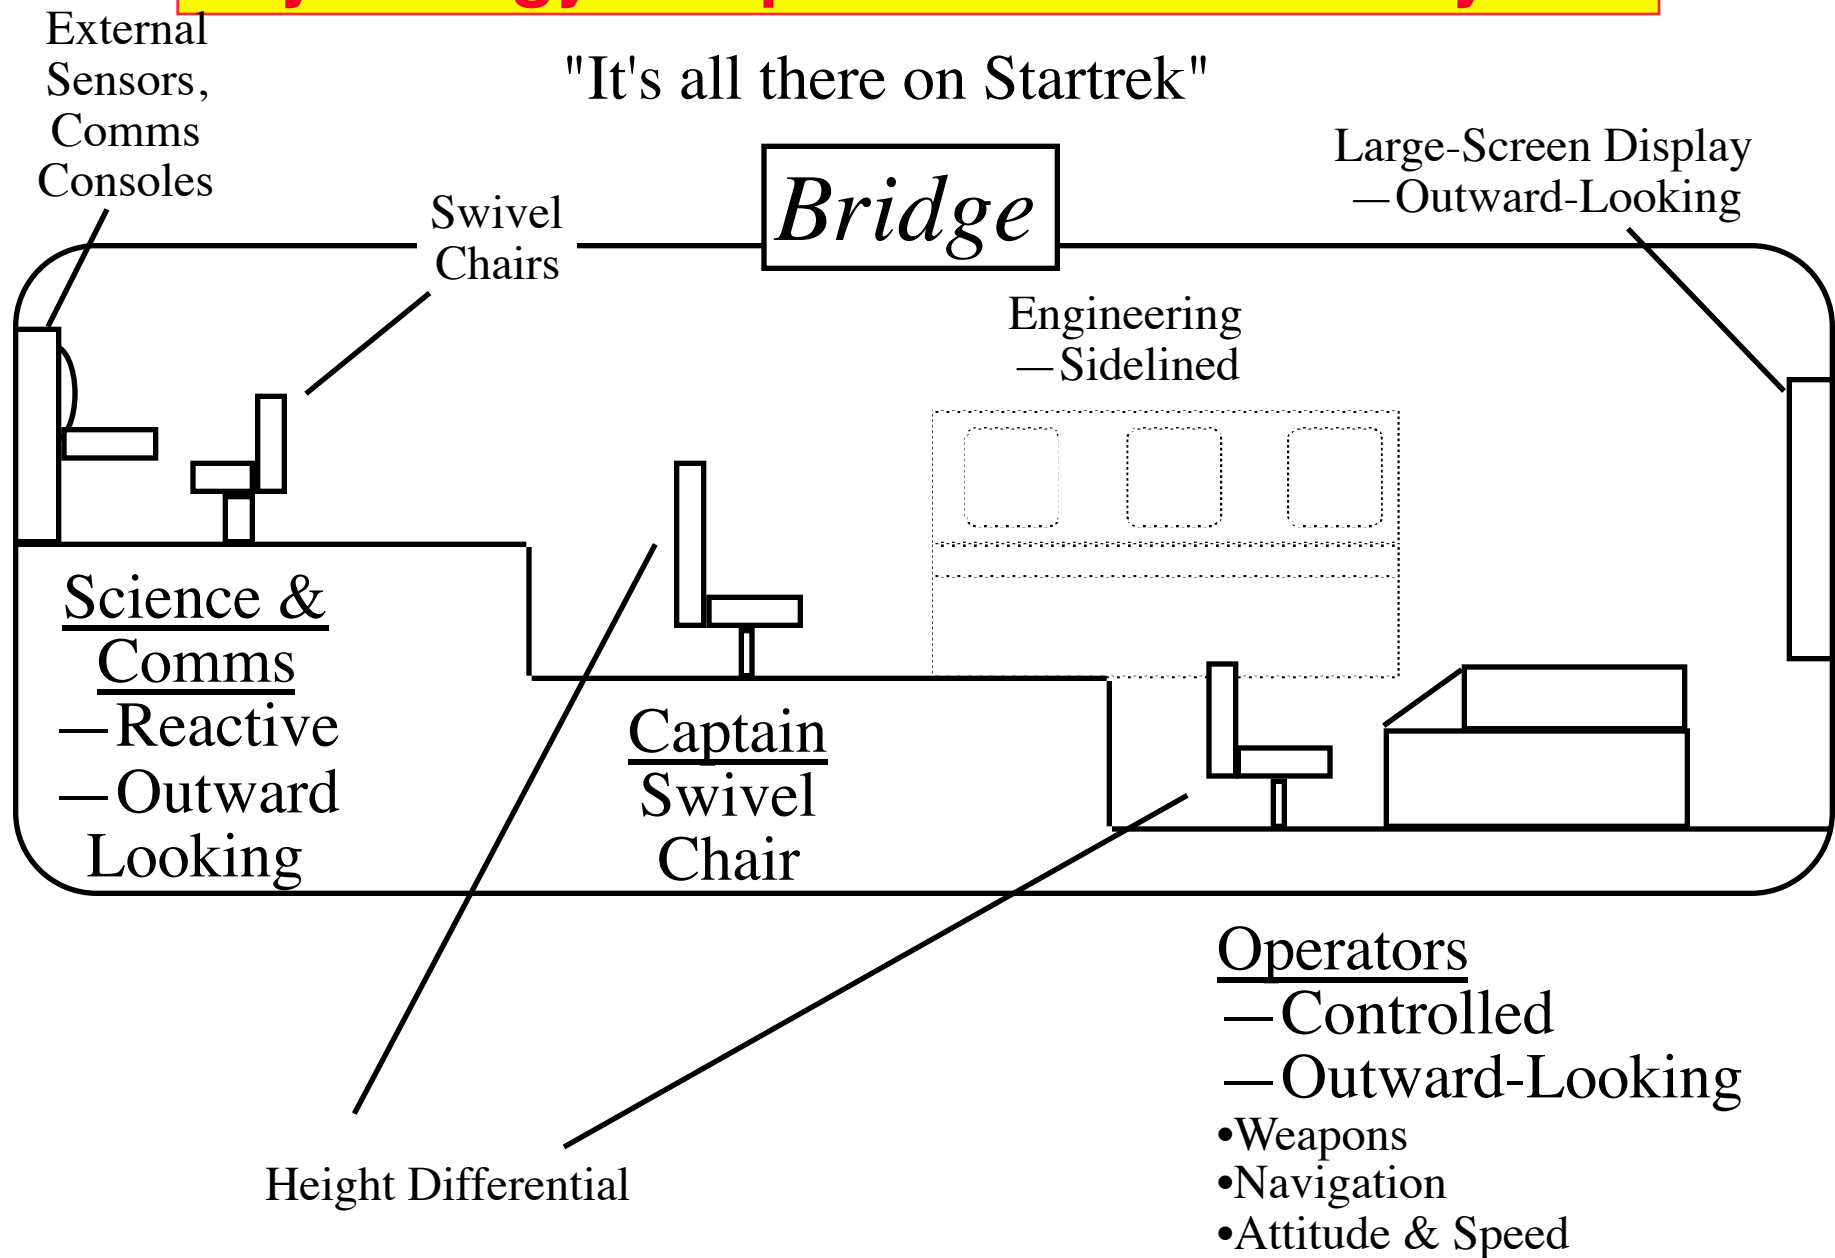 External
Sensors,
Comms
Consoles
"It's all there on Startrek"
Bridge
Large-Screen Display
—Outward-Looking
Swivel
Chairs
Engineering
—Sidelined
Science &
Comms
—Reactive
—Outward
Looking
Captain
Swivel
Chair
Operators
—Controlled
—Outward-Looking
•Weapons
•Navigation
•Attitude & Speed
Height Differential